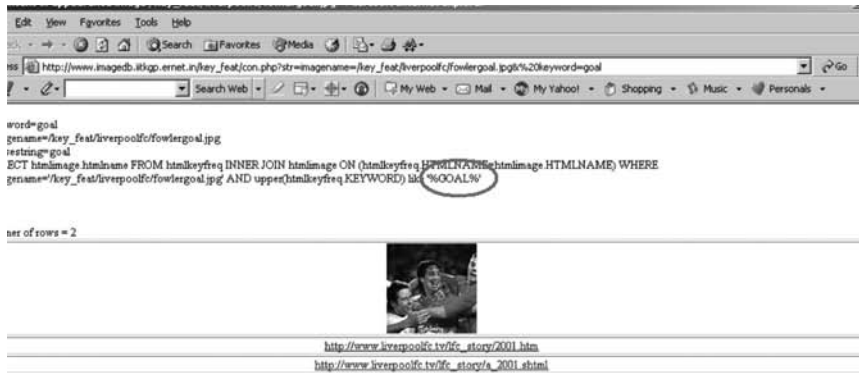 Edit View Favorites Tools Help
Search Favorites Media
http://www.imagedb.iitkgp.ernet.in/key_feat/con.php?str=imagename=/key_feat/liverpoolfc/fowlergoal.jpg&%20keyword=goal Go
Search Web My Web Mail My Yahoo! Shopping Music Personals
word=goal
gename=/key_feat/liverpoolfc/fowlergoal.jpg
restring=goal
ECT htmlimage.htmlname FROM htmlkeyfreq INNER JOIN htmlimage ON (htmlkeyfreq.HTMLNAME=htmlimage.HTMLNAME) WHERE
gename='/key_feat/liverpoolfc/fowlergoal.jpg' AND upper(htmlkeyfreq.KEYWORD) like '%GOAL%'
ner of rows = 2
http://www.liverpoolfc.tv/lfc_story/2001.htm
http://www.liverpoolfc.tv/lfc_story/a_2001.shtml